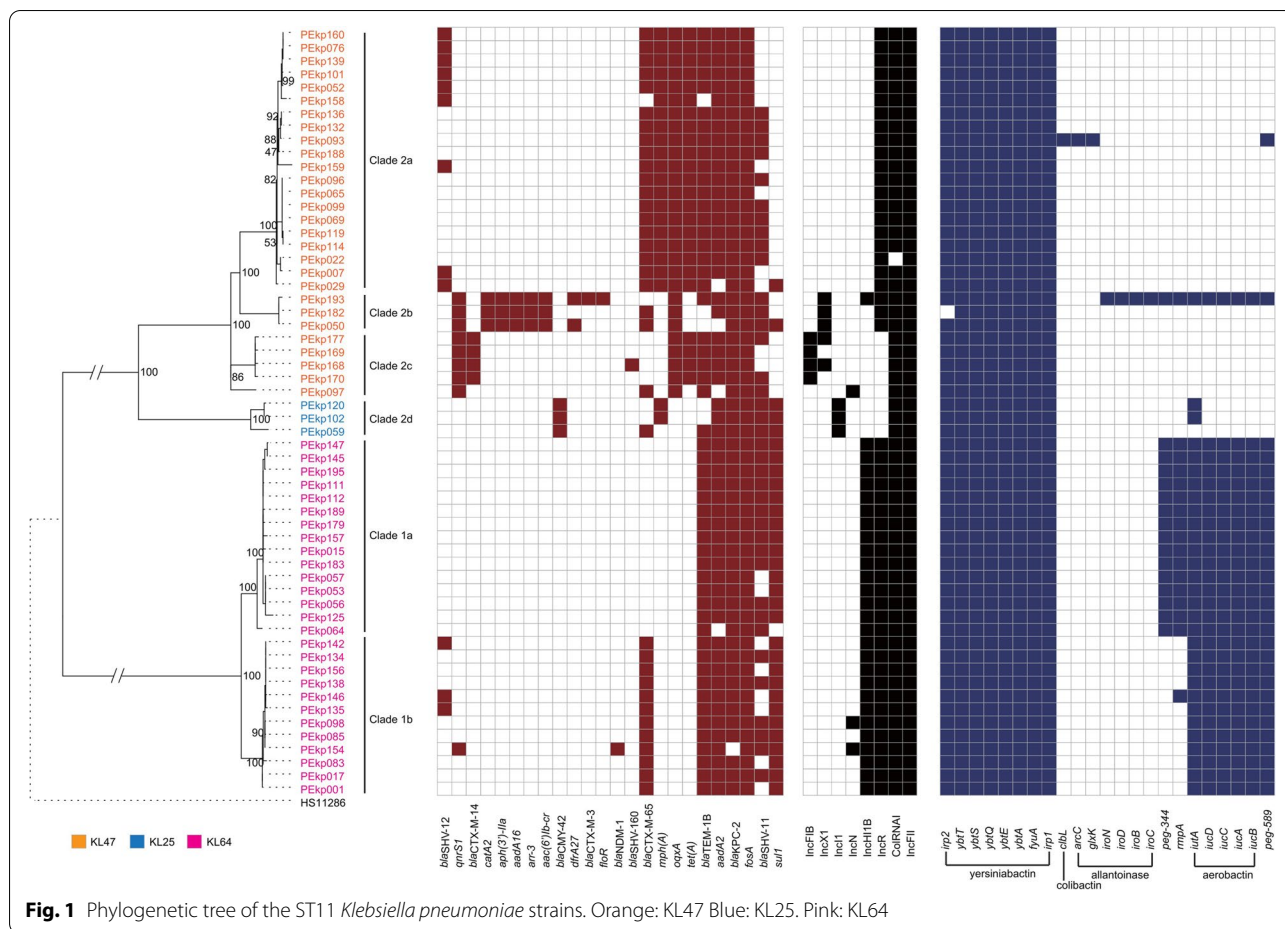 PEkp160
PEkp076
PEkp139
PEkp101
99
PEkp052
PEkp158
PEkp136
92
PEkp132
PEkp093
88
PEkp188
47
PEkp159
Clade 2a
PEkp096
82
PEkp065
PEkp099
PEkp069
100
PEkp119
PEkp114
53
PEkp022
PEkp007
100
PEkp029
PEkp193
PEkp182
Clade 2b
PEkp050
100
PEkp177
PEkp169
PEkp168
Clade 2c
PEkp170
86
100
PEkp097
PEkp120
PEkp102
100
Clade 2d
PEkp059
PEkp147
PEkp145
PEkp195
PEkp111
PEkp112
PEkp189
PEkp179
PEkp157
Clade 1a
PEkp015
100
PEkp183
PEkp057
PEkp053
100
PEkp056
PEkp125
PEkp064
PEkp142
PEkp134
PEkp156
100
PEkp138
PEkp146
PEkp135
PEkp098
Clade 1b
PEkp085
90
PEkp154
PEkp083
100
PEkp017
PEkp001
HS11286
KL47 KL25 KL64
blaSHV-12
qnrS1
blaCTX-M-14
catA2
aph(3')-IIa
aadA16
arr-3
aac(6')Ib-cr
blaCMY-42
dfrA27
blaCTX-M-3
floR
blaNDM-1
blaSHV-160
blaCTX-M-65
mph(A)
oqxA
tet(A)
blaTEM-1B
aadA2
blaKPC-2
fosA
blaSHV-11
sul1
IncFIB
IncX1
IncI1
IncN
IncH1B
IncR
ColRNAI
IncFII
irp2
ybtT
ybtS
ybtQ
ybtE
ybtA
fyuA
irp1
clbL
arcC
glxK
iroN
iroD
iroB
iroC
peg-344
rmpA
iutA
iucD
iucC
iucA
iucB
peg-589
yersiniabactin
colibactin
allantoinase
aerobactin
Fig. 1 Phylogenetic tree of the ST11 Klebsiella pneumoniae strains. Orange: KL47 Blue: KL25. Pink: KL64